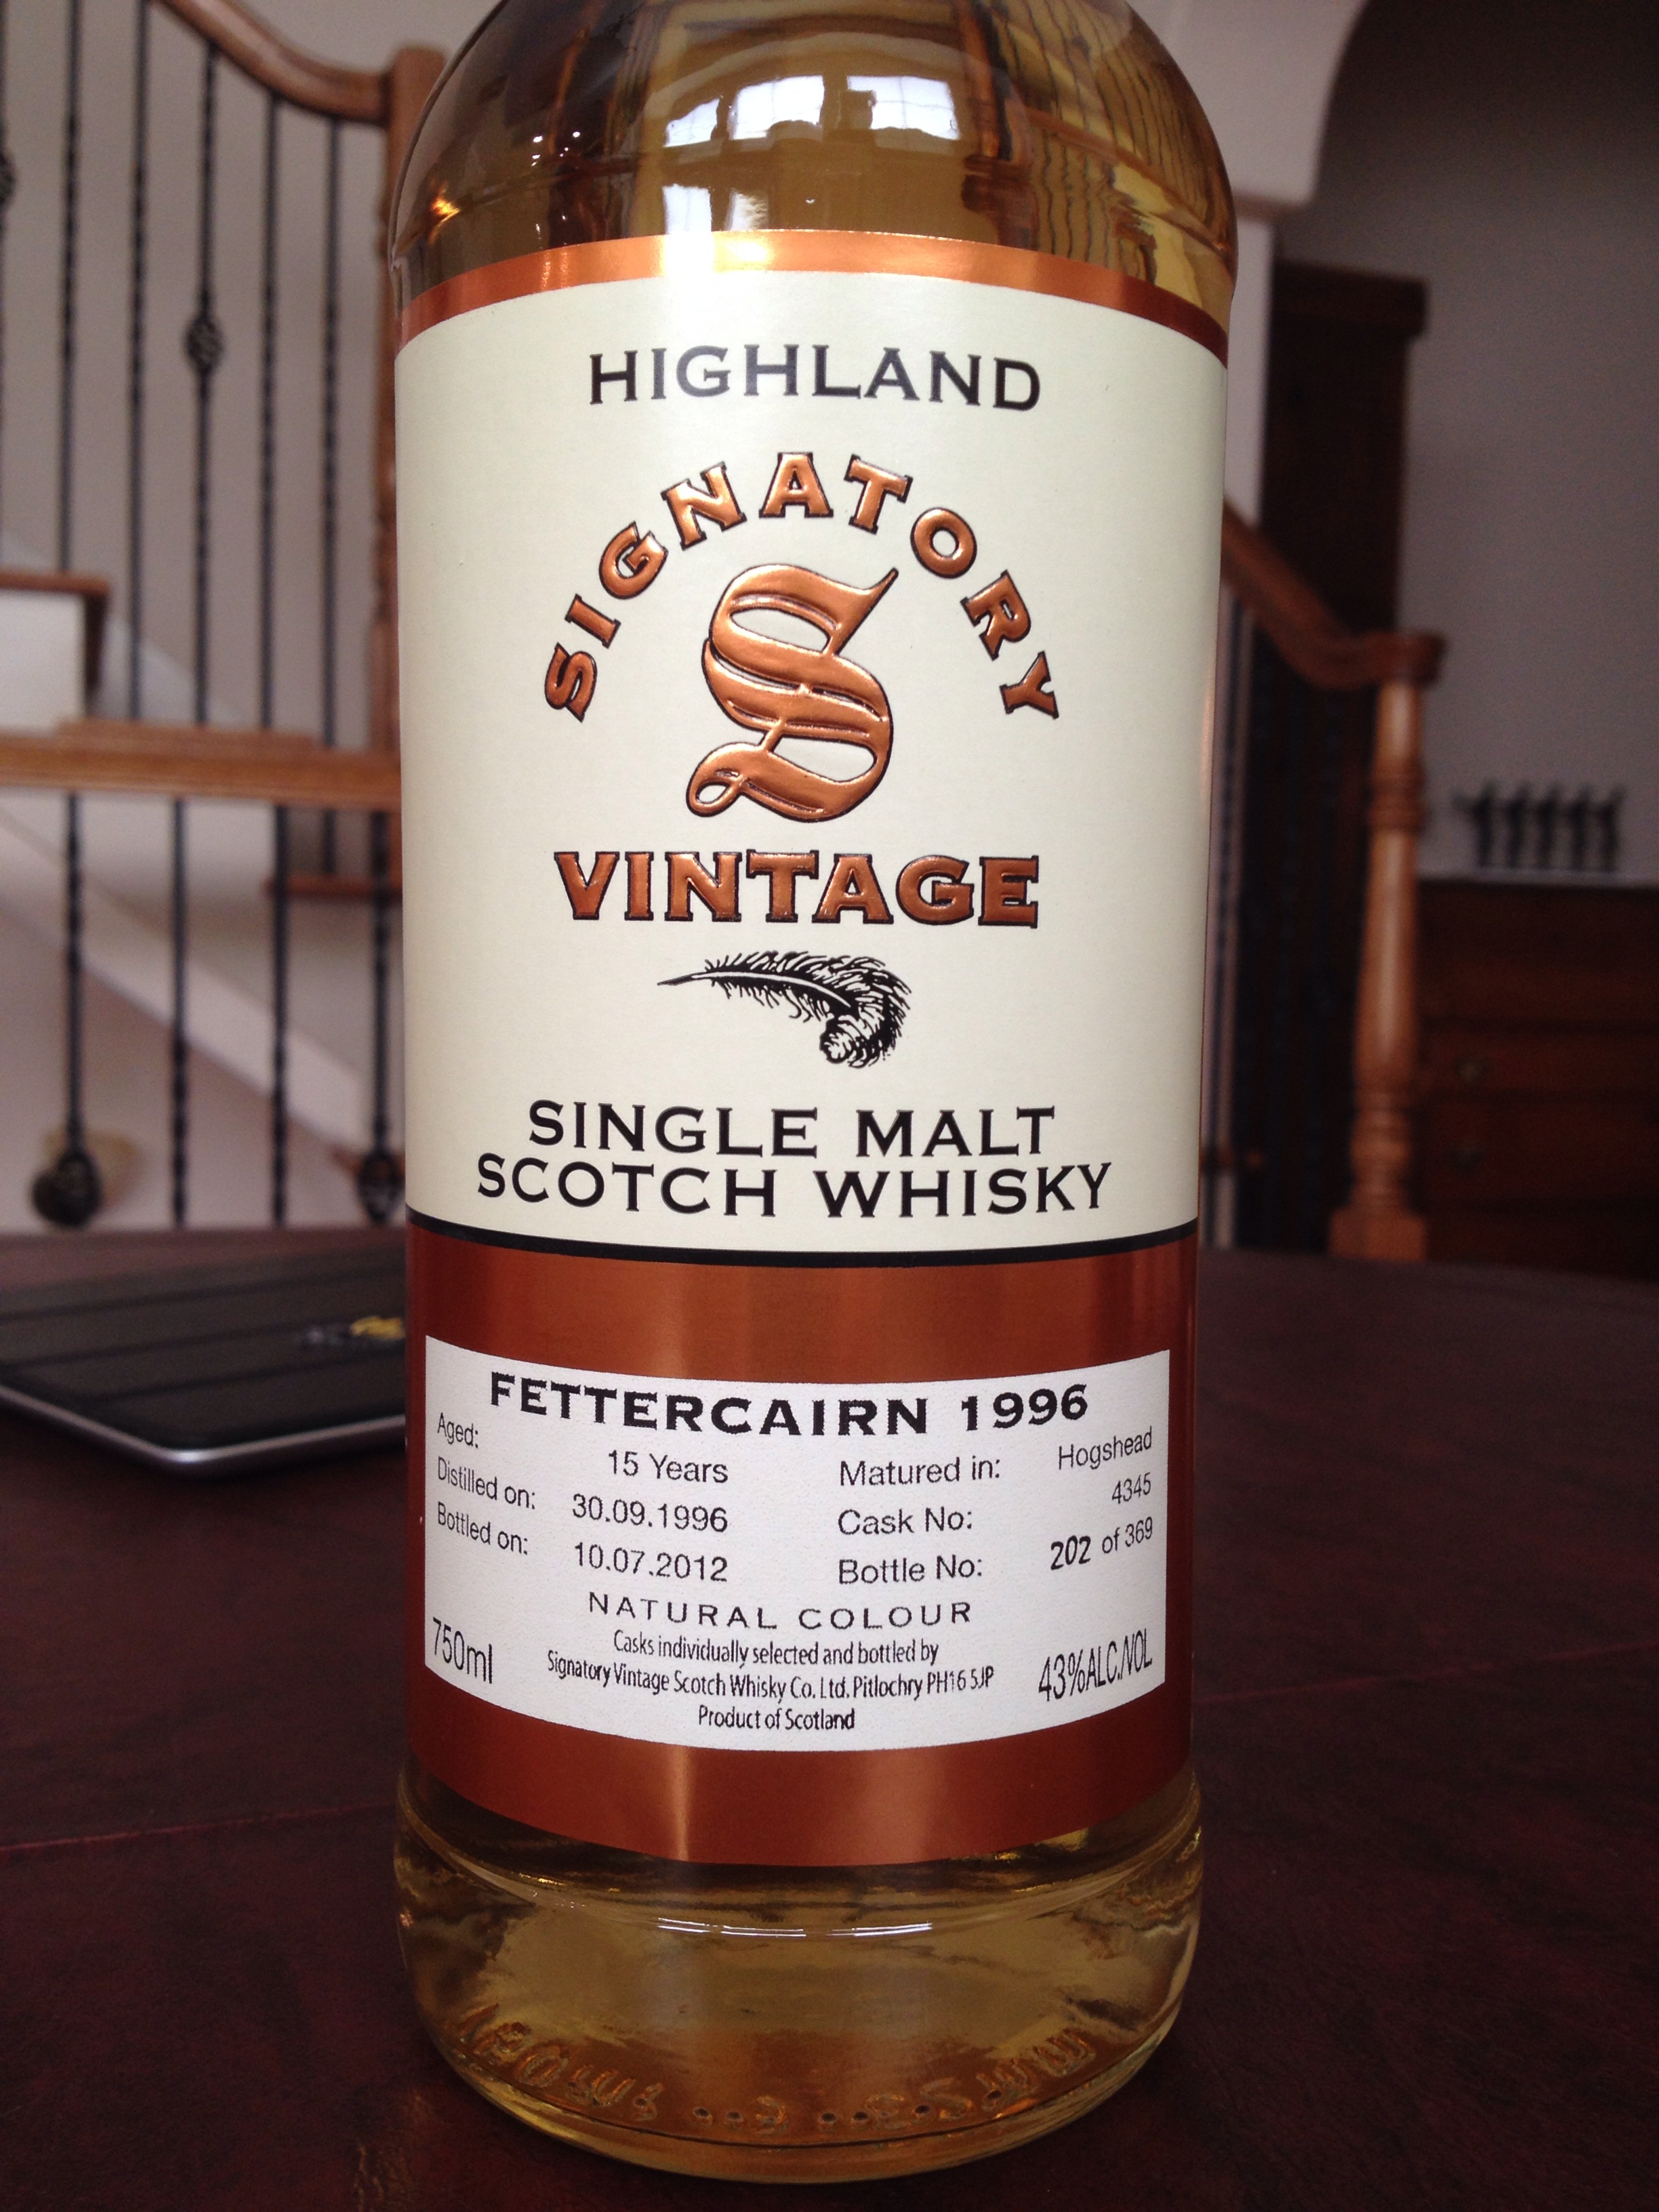 HIGHLAND
SIGNATORY
S
VINTAGE
SINGLE MALT
SCOTCH WHISKY
FETTERCAIRN 1996
Aged: 15 Years Matured in: Hogshead
Distilled on: 30.09.1996 Cask No: 4345
Bottled on: 10.07.2012 Bottle No: 202 of 369
NATURAL COLOUR
750ml
Casks individually selected and bottled by
Signatory Vintage Scotch Whisky Co. Ltd. Pitlochry PH16 5JP
Product of Scotland
43%ALC./VOL